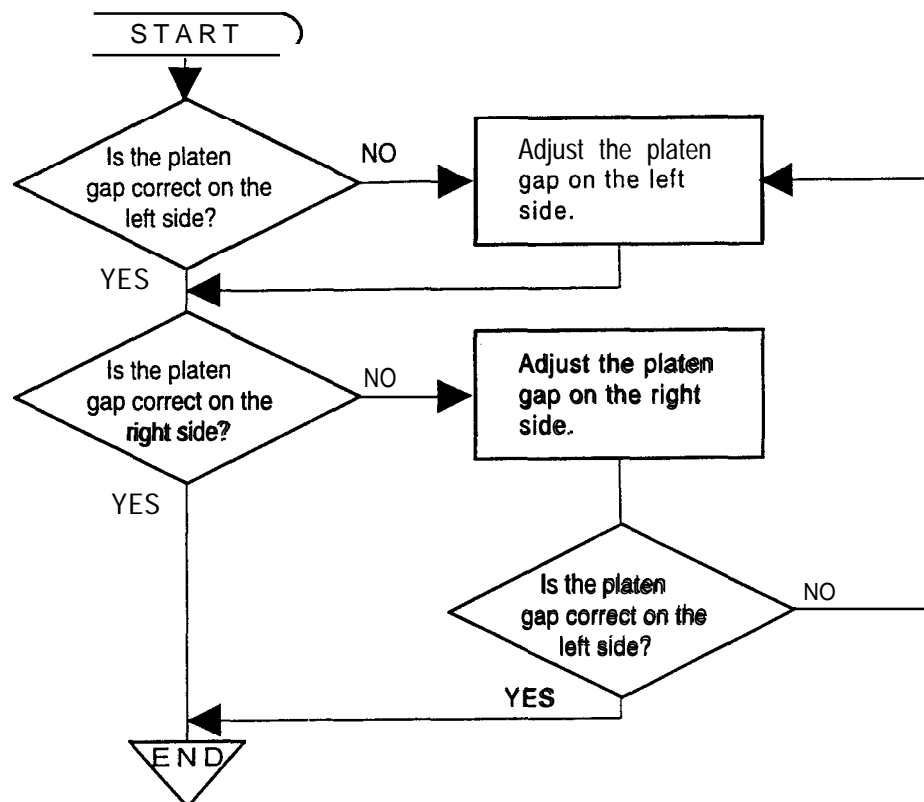 START
Is the platen
gap correct on the
left side?
NO
Adjust the platen
gap on the left
side.
YES
Is the platen
gap correct on the
right side?
NO
Adjust the platen
gap on the right
side.
YES
Is the platen
gap correct on the
left side?
NO
YES
END